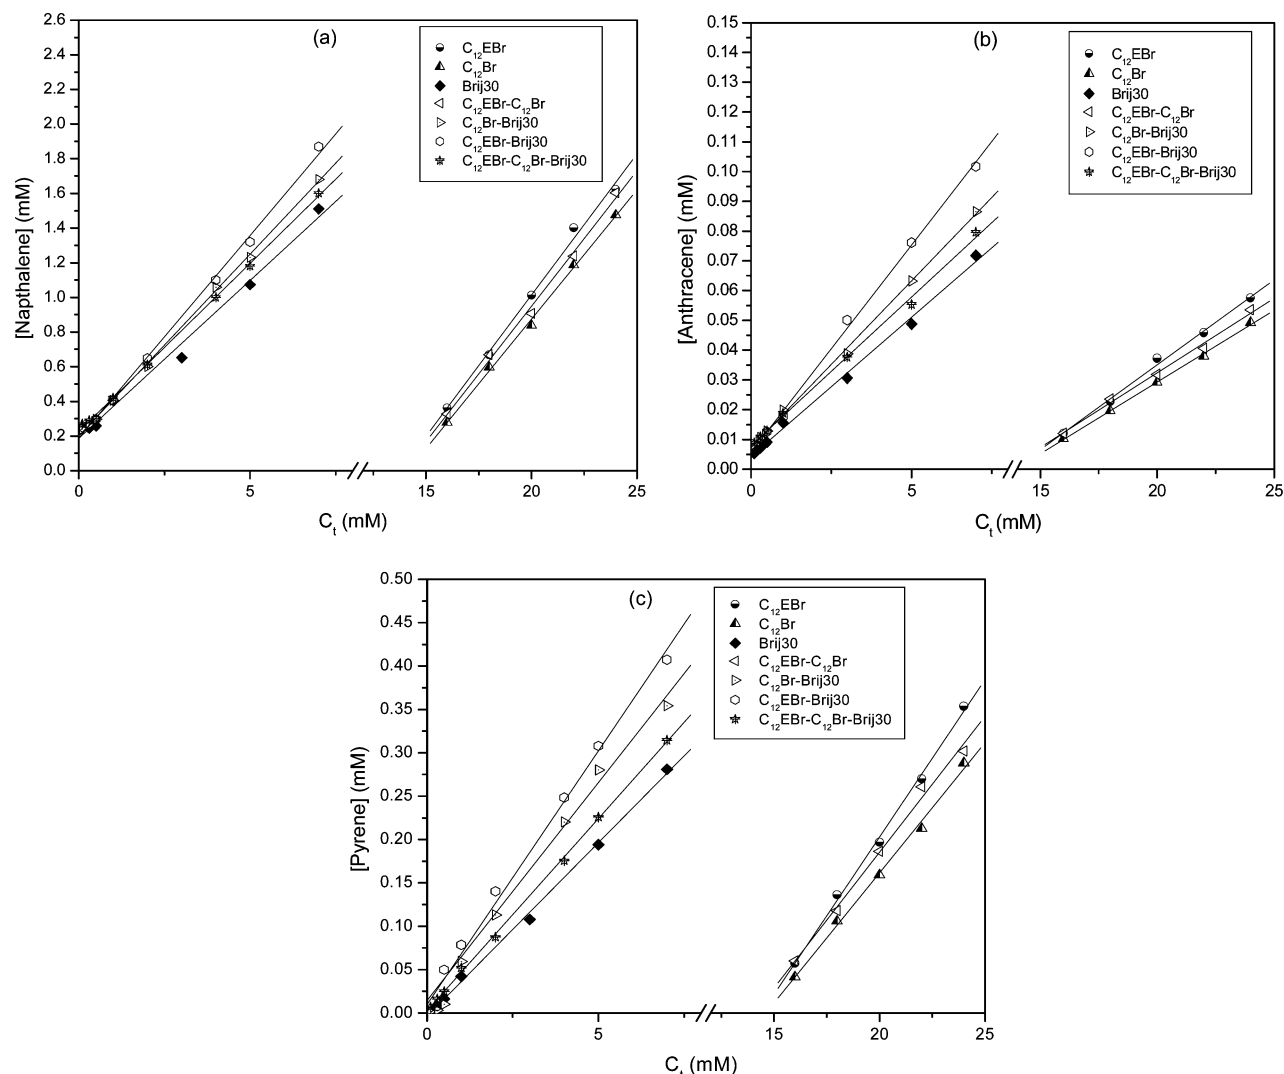 (a)
C12EBr
C12Br
Brij30
C12EBr-C12Br
C12Br-Brij30
C12EBr-Brij30
C12EBr-C12Br-Brij30
2.6
2.4
2.2
2.0
1.8
1.6
1.4
1.2
1.0
0.8
0.6
0.4
0.2
0.0
[Napthalene] (mM)
0 5 15 20 25
Ct (mM)
(b)
C12EBr
C12Br
Brij30
C12EBr-C12Br
C12Br-Brij30
C12EBr-Brij30
C12EBr-C12Br-Brij30
0.15
0.14
0.13
0.12
0.11
0.10
0.09
0.08
0.07
0.06
0.05
0.04
0.03
0.02
0.01
0.00
[Anthracene] (mM)
0 5 15 20 25
Ct (mM)
(c)
C12EBr
C12Br
Brij30
C12EBr-C12Br
C12Br-Brij30
C12EBr-Brij30
C12EBr-C12Br-Brij30
0.50
0.45
0.40
0.35
0.30
0.25
0.20
0.15
0.10
0.05
0.00
[Pyrene] (mM)
0 5 15 20 25
Ct (mM)